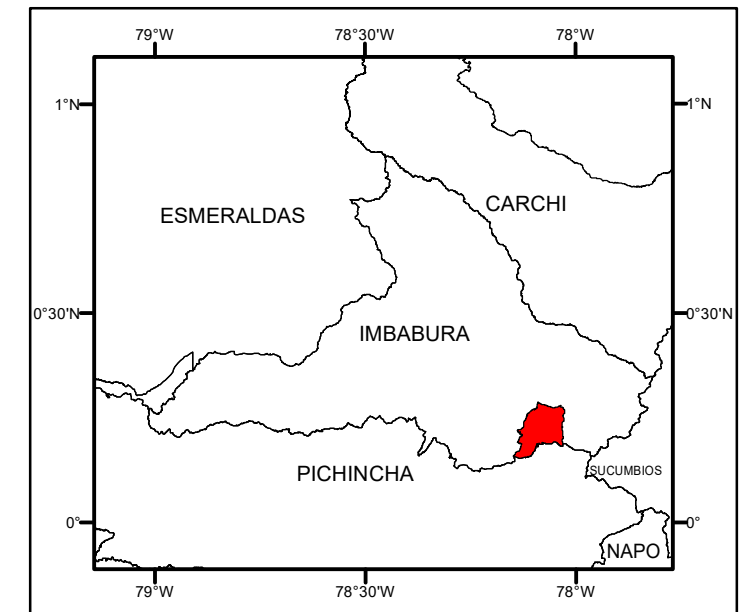 79°W 78°30'W 78°W
1°N 1°N
ESMERALDAS CARCHI
0°30'N 0°30'N
IMBABURA
PICHINCHA SUCUMBIOS
0° 0°
NAPO
79°W 78°30'W 78°W